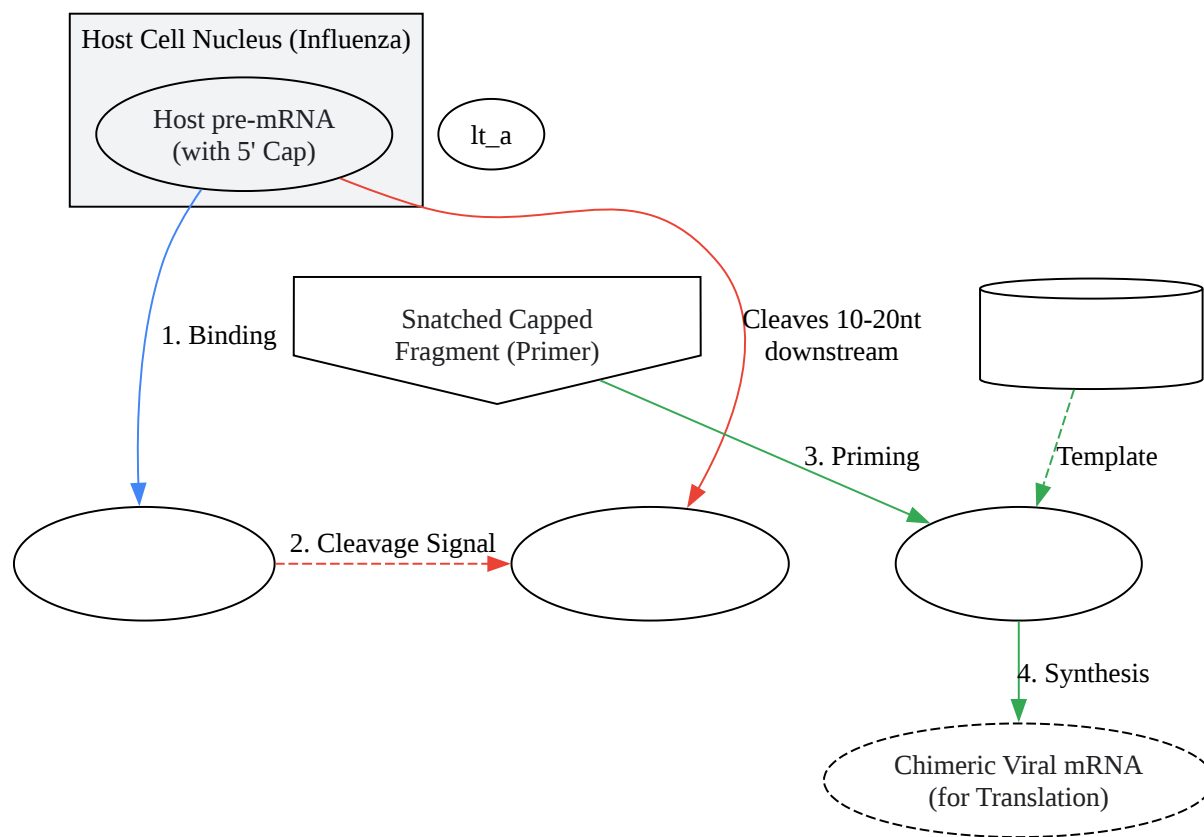 Host Cell Nucleus (Influenza)
Host pre-mRNA
(with 5' Cap)
lt_a
Snatched Capped
Fragment (Primer)
1. Binding
Cleaves 10-20nt
downstream
3. Priming
Template
2. Cleavage Signal
4. Synthesis
Chimeric Viral mRNA
(for Translation)